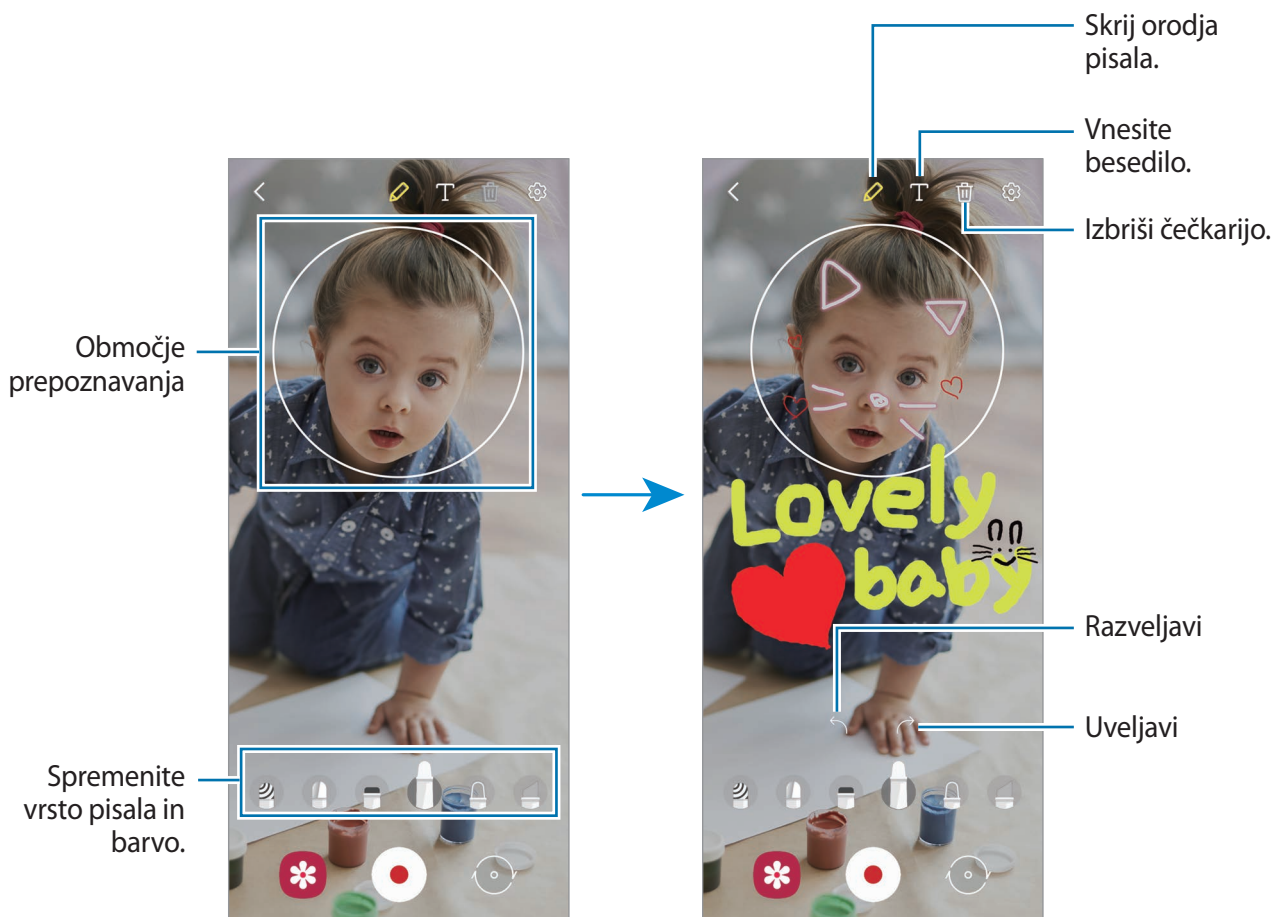 Skrij orodja
pisala.
Vnesite
besedilo.
Izbriši čečkarijo.
Območje
prepoznavanja
Lovely
baby
Razveljavi
Uveljavi
Spremenite
vrsto pisala in
barvo.